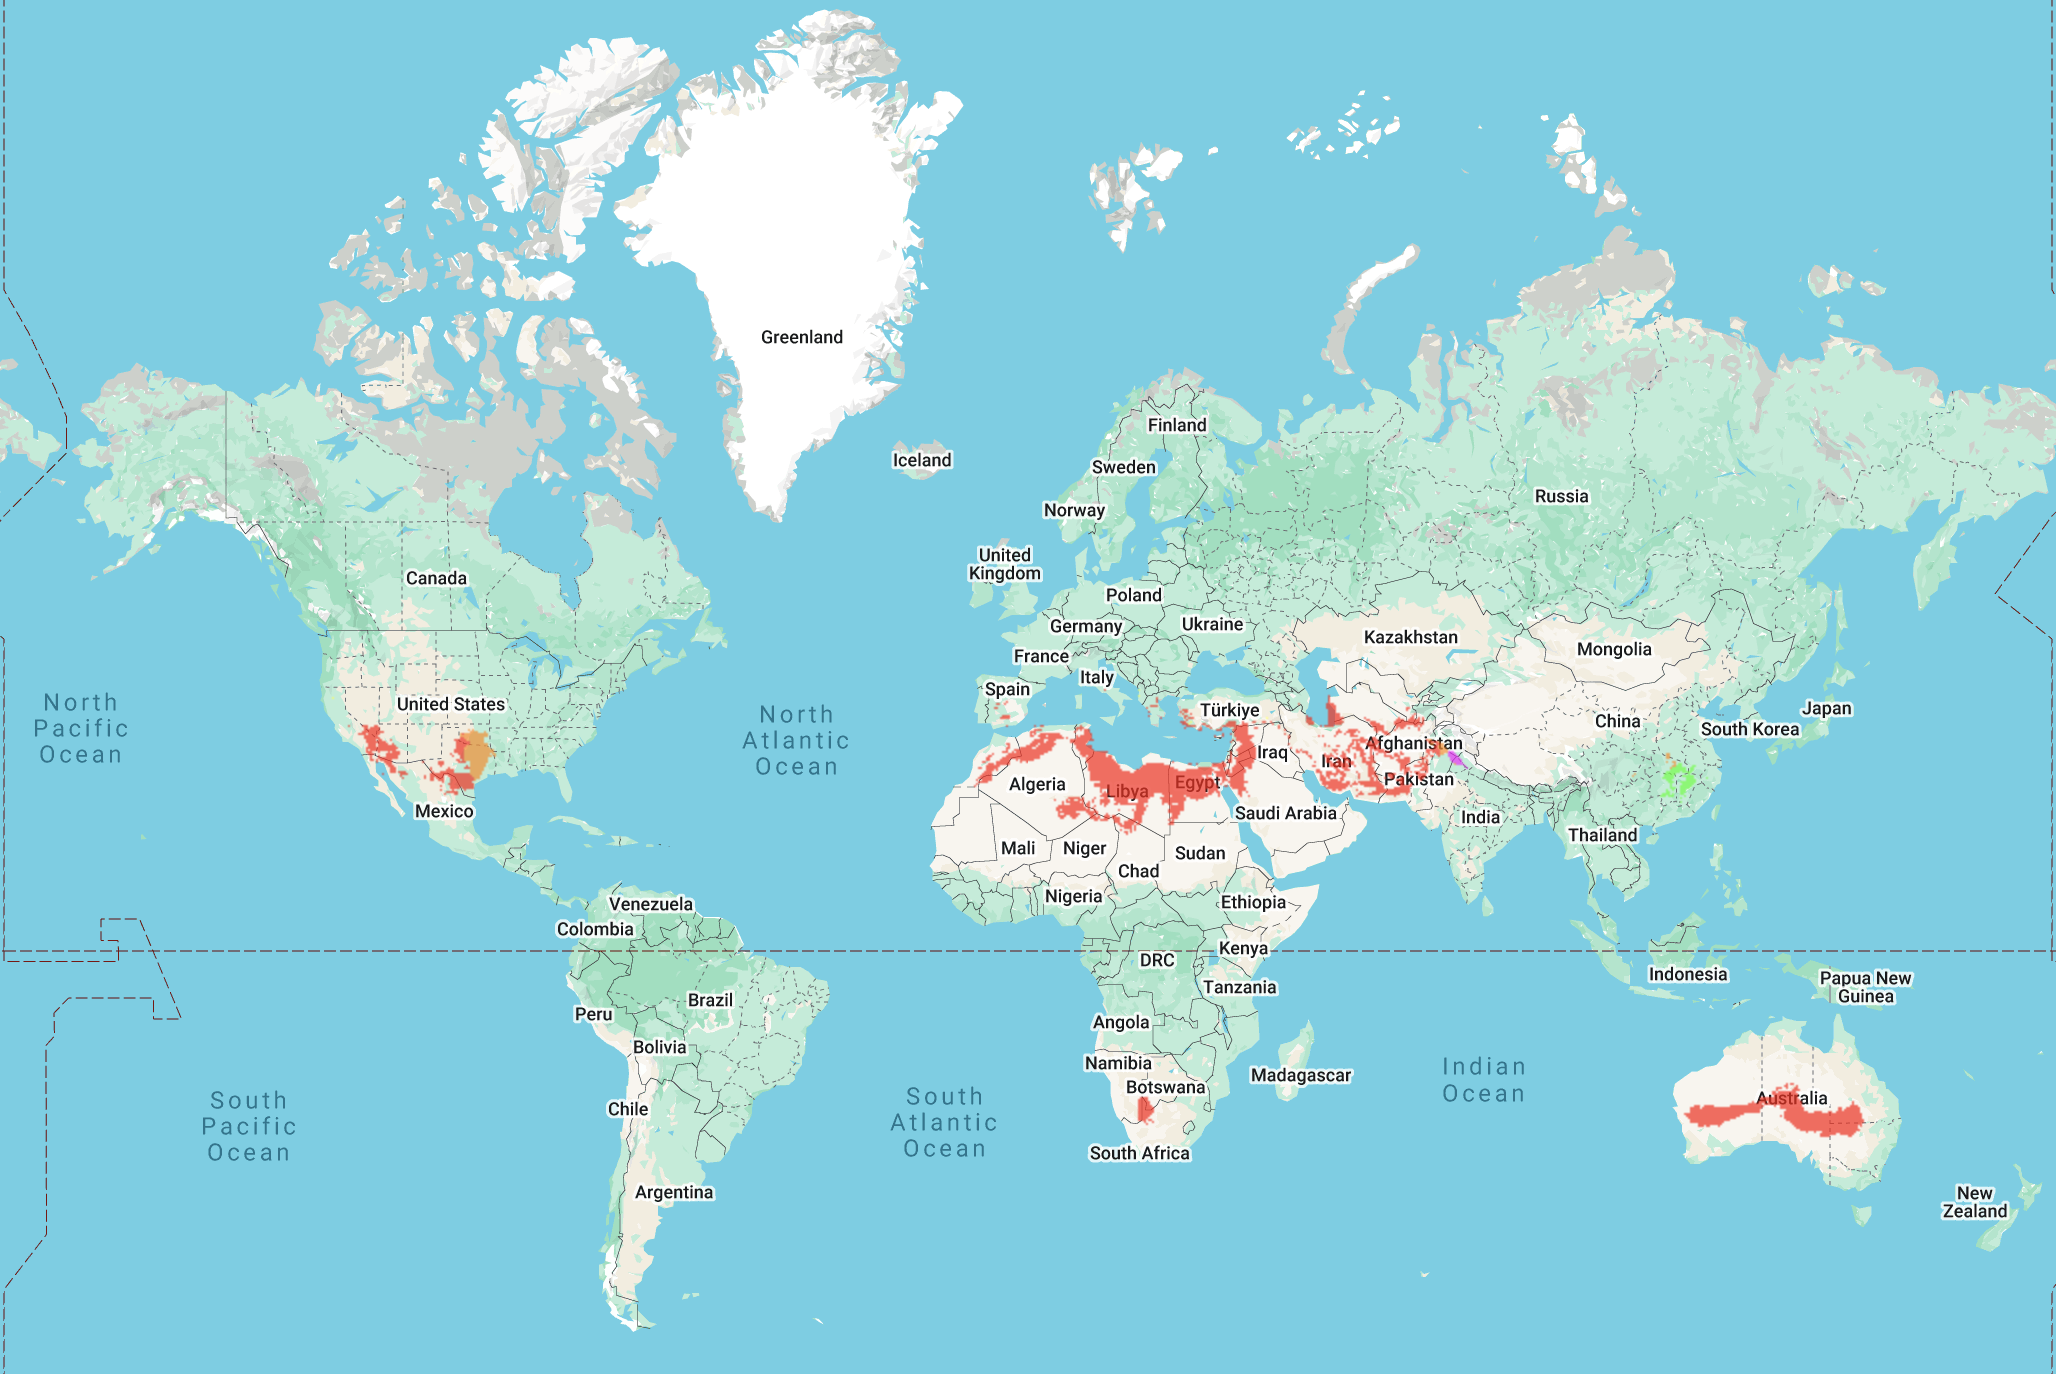 Greenland
Iceland
Finland
Sweden
Norway
Russia
United
Kingdom
Canada
Poland
Germany
Ukraine
Kazakhstan
Mongolia
France
Italy
Spain
United States
Türkiye
China
Japan
South Korea
North
Pacific
Ocean
North
Atlantic
Ocean
Afghanistan
Iraq
Iran
Pakistan
Algeria
Libya
Egypt
Mexico
Saudi Arabia
India
Thailand
Mali
Niger
Sudan
Chad
Nigeria
Ethiopia
Venezuela
Colombia
Kenya
DRC
Indonesia
Papua New
Guinea
Tanzania
Brazil
Peru
Angola
Bolivia
Namibia
Botswana
Madagascar
Indian
Ocean
Australia
Chile
South
Pacific
Ocean
South
Atlantic
Ocean
South Africa
Argentina
New
Zealand